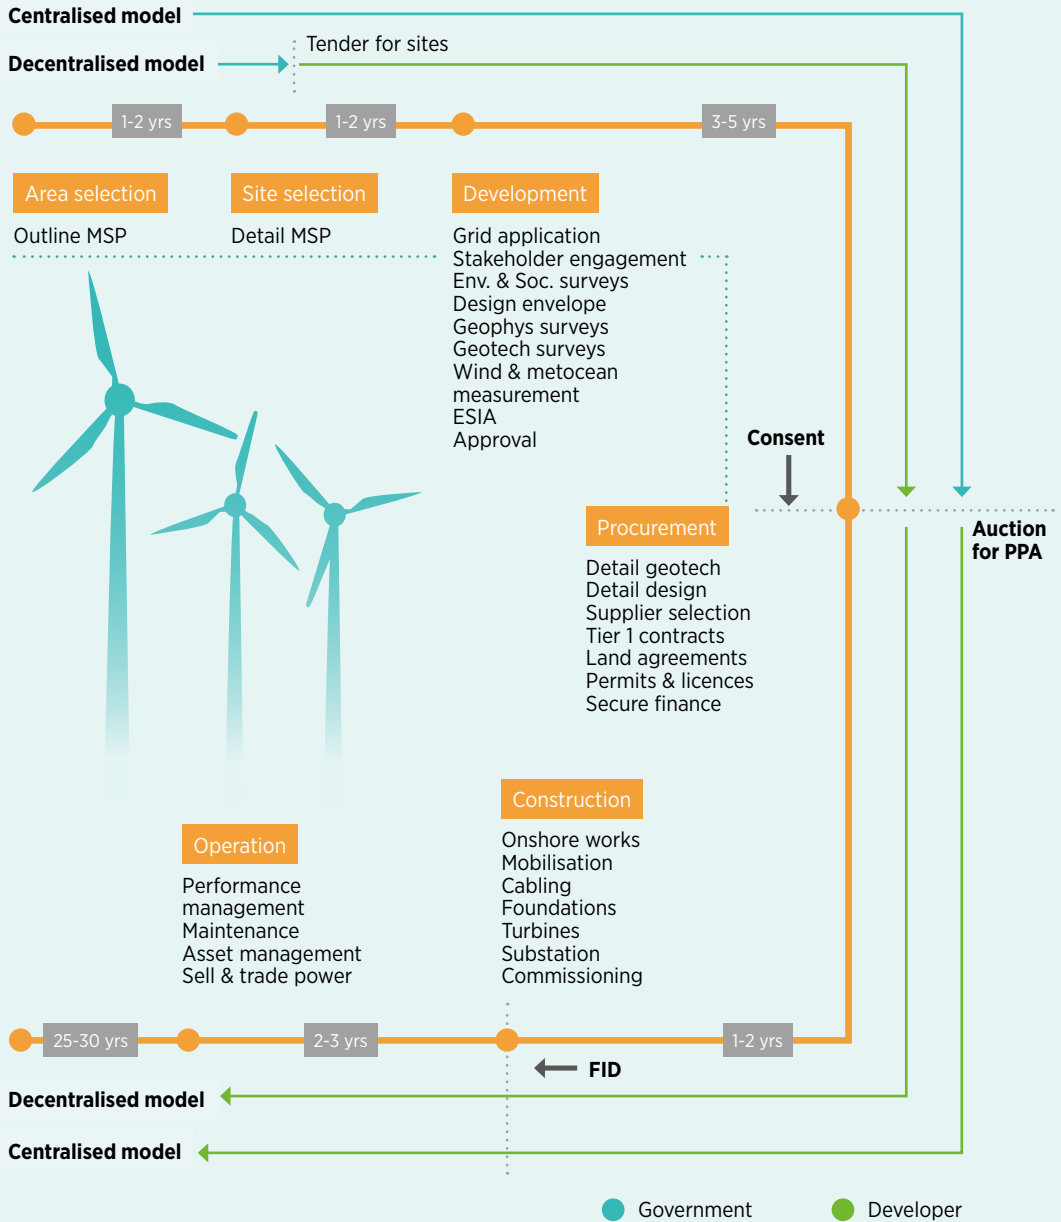 Centralised model
Decentralised model
Tender for sites
1-2 yrs
1-2 yrs
3-5 yrs
Area selection
Outline MSP
Site selection
Detail MSP
Development
Grid application
Stakeholder engagement
Env. & Soc. surveys
Design envelope
Geophys surveys
Geotech surveys
Wind & metocean
measurement
ESIA
Approval
Consent
Auction
for PPA
Procurement
Detail geotech
Detail design
Supplier selection
Tier 1 contracts
Land agreements
Permits & licences
Secure finance
Construction
Onshore works
Mobilisation
Cabling
Foundations
Turbines
Substation
Commissioning
Operation
Performance
management
Maintenance
Asset management
Sell & trade power
25-30 yrs
2-3 yrs
1-2 yrs
FID
Decentralised model
Centralised model
Government
Developer